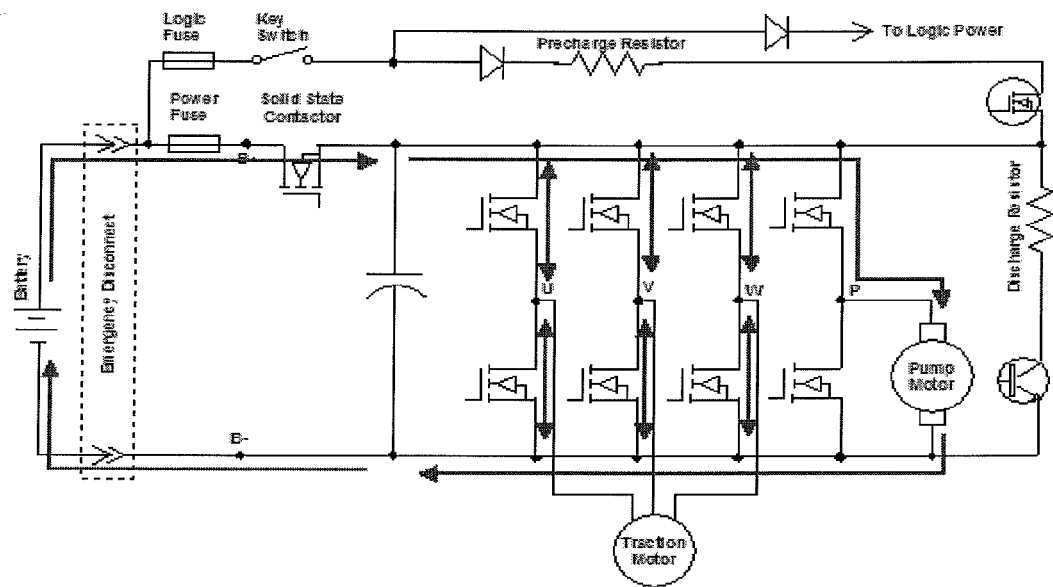 Logic
Fuse
Key
Switch
To Logic Power
Precharge Resistor
Power
Fuse
Solid State
Contactor
Battery
Emergency Disconnect
U
V
W
P
Discharge Resistor
Pump
Motor
B-
Traction
Motor